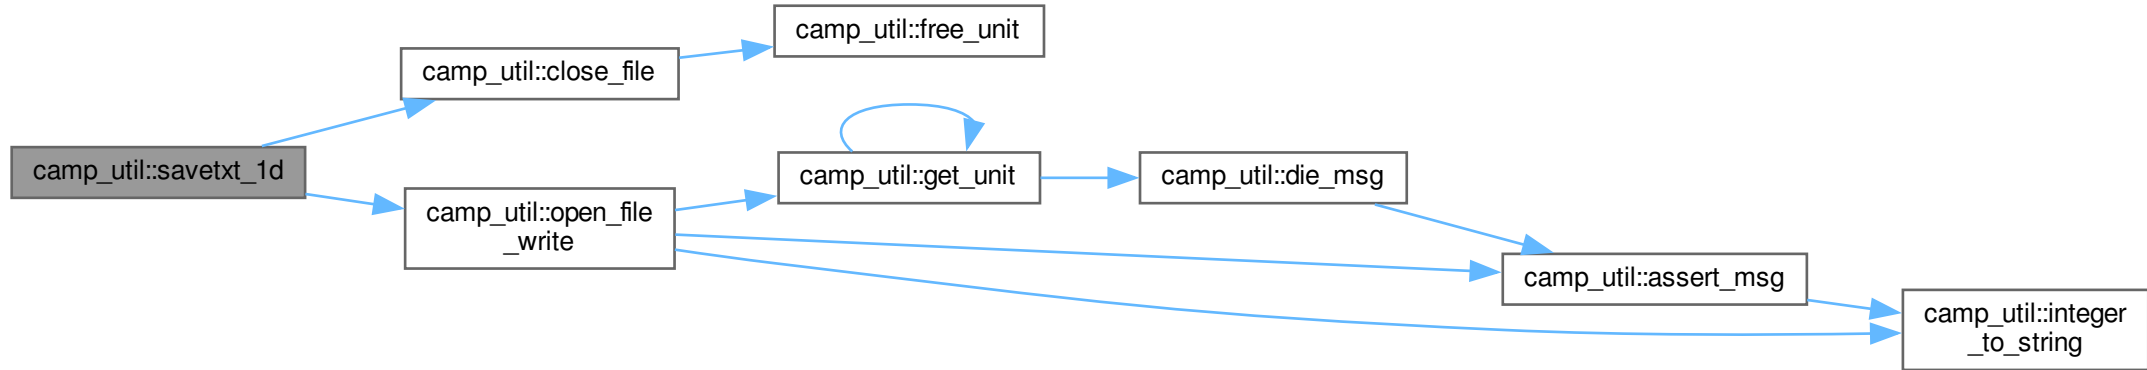 camp_util::free_unit
camp_util::close_file
camp_util::savetxt_1d
camp_util::get_unit
camp_util::die_msg
camp_util::open_file
_write
camp_util::assert_msg
camp_util::integer
_to_string